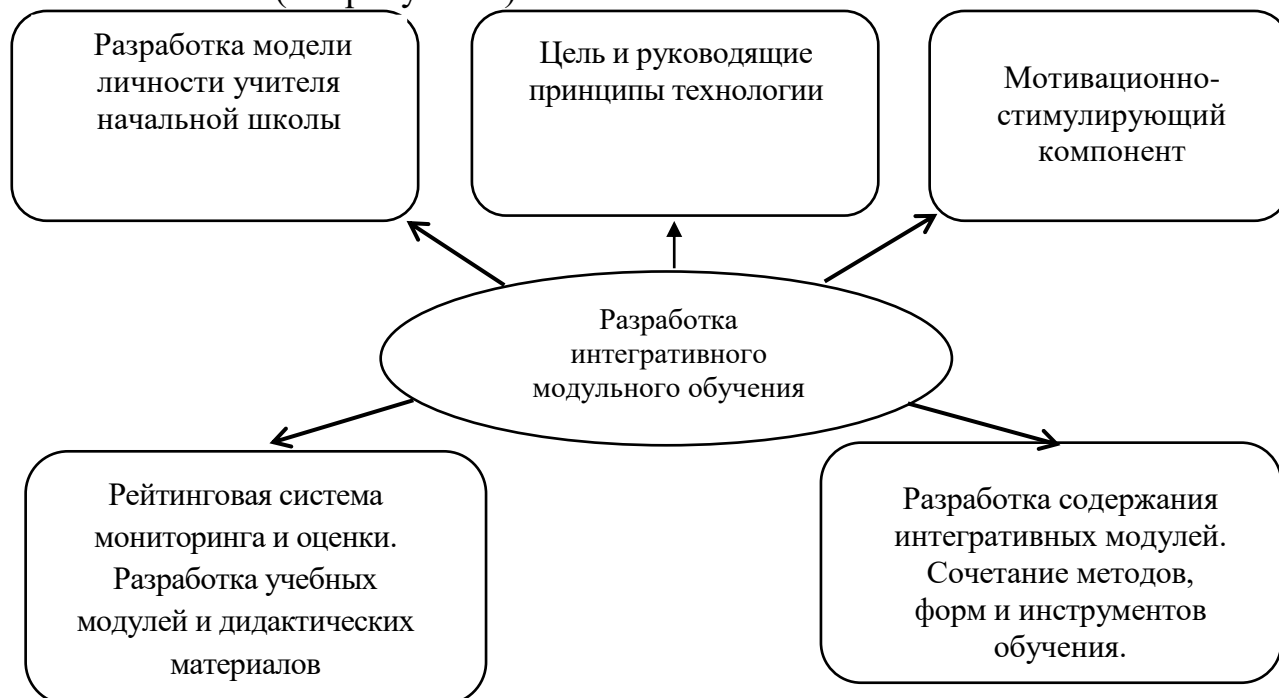 Разработка модели
личности учителя
начальной школы
Цель и руководящие
принципы технологии
Мотивационно-
стимулирующий
компонент
Разработка
интегративного
модульного обучения
Рейтинговая система
мониторинга и оценки.
Разработка учебных
модулей и дидактических
материалов
Разработка содержания
интегративных модулей.
Сочетание методов,
форм и инструментов
обучения.